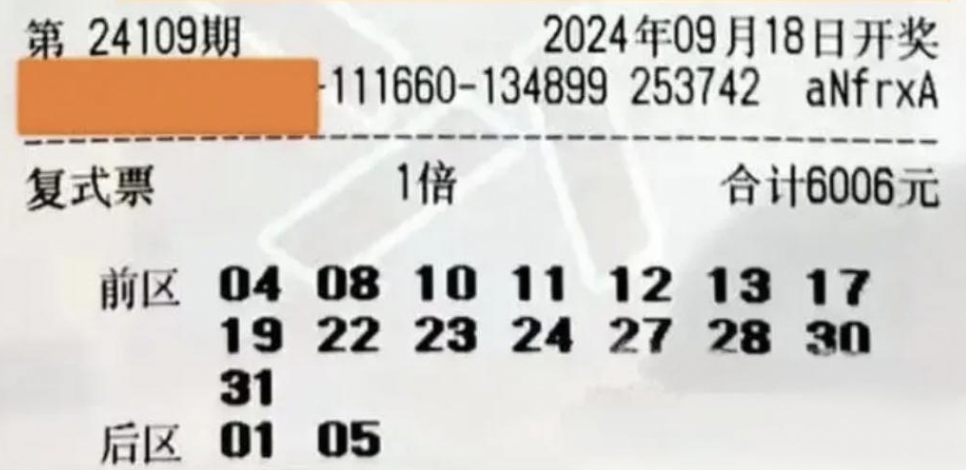 第 24109期 2024年09月18日开奖
-111660-134899 253742 aNfrxA
复式票 1倍 合计6006元
前区 04 08 10 11 12 13 17
19 22 23 24 27 28 30
31
后区 01 05